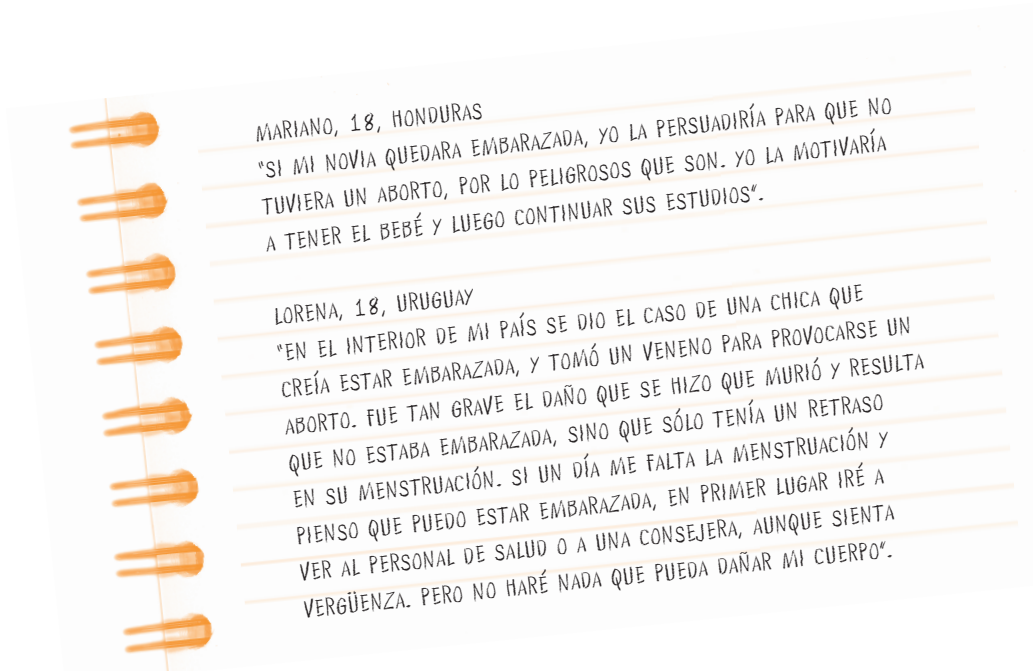 MARIANO, 18, HONDURAS
"SI MI NOVIA QUEDARA EMBARAZADA, YO LA PERSUADIRÍA PARA QUE NO
TUVIERA UN ABORTO, POR LO PELIGROSOS QUE SON. YO LA MOTIVARÍA
A TENER EL BEBÉ Y LUEGO CONTINUAR SUS ESTUDIOS".
LORENA, 18, URUGUAY
"EN EL INTERIOR DE MI PAÍS SE DIO EL CASO DE UNA CHICA QUE
CREÍA ESTAR EMBARAZADA, Y TOMÓ UN VENENO PARA PROVOCARSE UN
ABORTO. FUE TAN GRAVE EL DAÑO QUE SE HIZO QUE MURIÓ Y RESULTA
QUE NO ESTABA EMBARAZADA, SINO QUE SÓLO TENÍA UN RETRASO
EN SU MENSTRUACIÓN. SI UN DÍA ME FALTA LA MENSTRUACIÓN Y
PIENSO QUE PUEDO ESTAR EMBARAZADA, EN PRIMER LUGAR IRÉ A
VER AL PERSONAL DE SALUD O A UNA CONSEJERA, AUNQUE SIENTA
VERGÜENZA. PERO NO HARÉ NADA QUE PUEDA DAÑAR MI CUERPO".